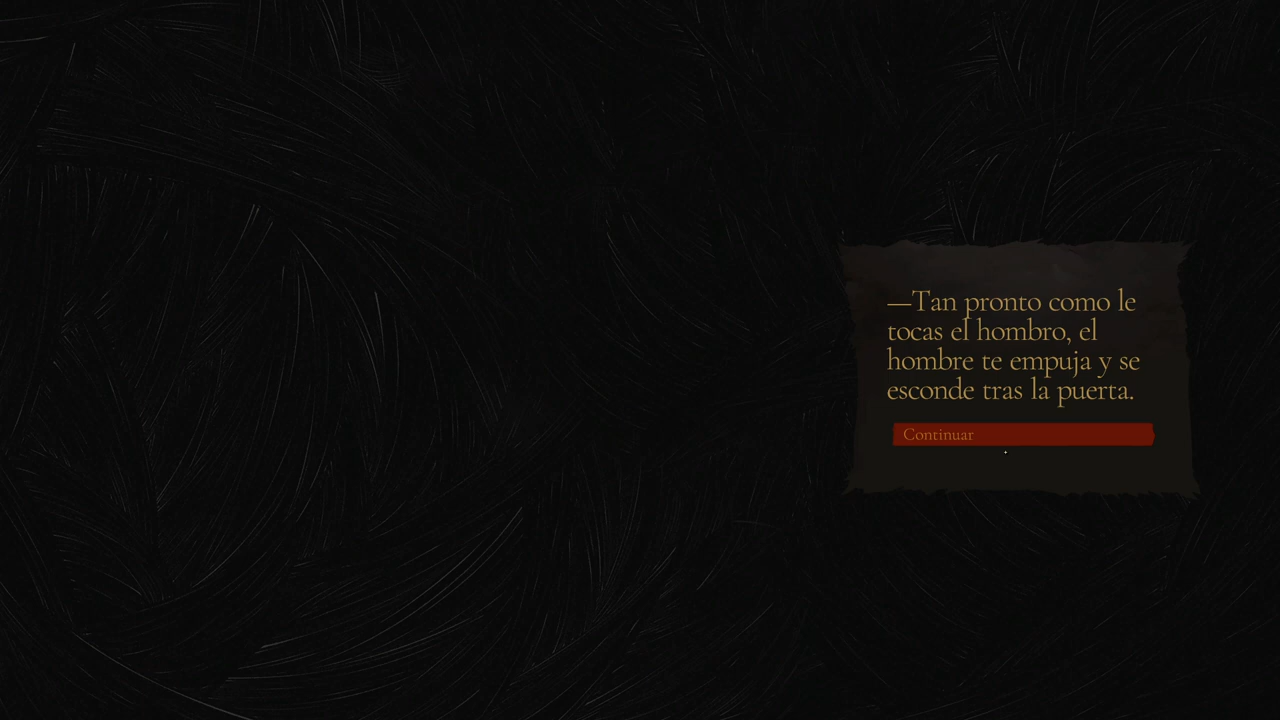 —Tan pronto como le
tocas el hombro, el
hombre te empuja y se
esconde tras la puerta.
Continuar